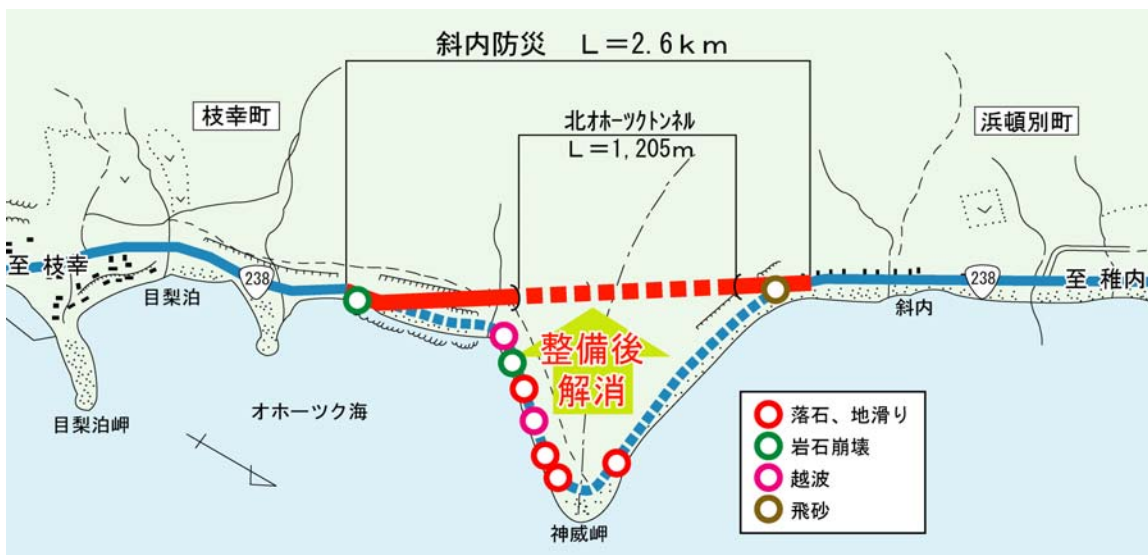 斜内防災 L=2.6km
枝幸町
北オホーツクトンネル
L=1,205m
浜頓別町
至 枝幸
238
目梨泊
238
斜内
至 稚内
整備後
解消
目梨泊岬
オホーツク海
神威岬
落石、地滑り
岩石崩壊
越波
飛砂